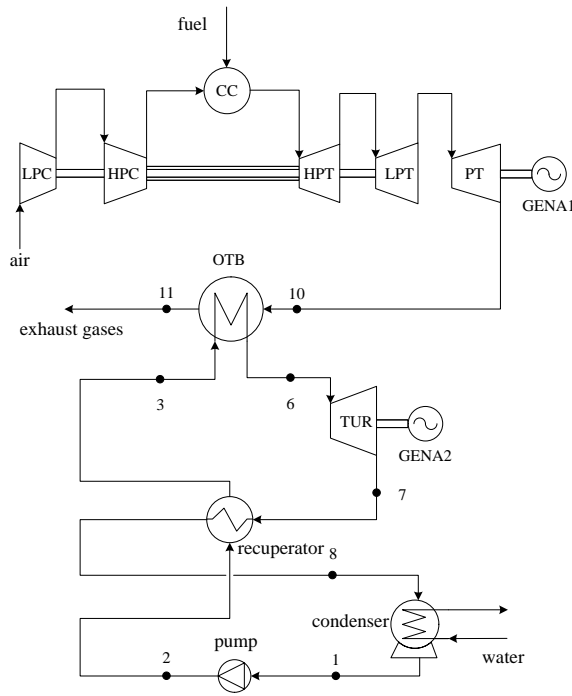 fuel
CC
LPC
HPC
HPT
LPT
PT
GENA1
air
OTB
11
10
exhaust gases
3
6
TUR
GENA2
7
recuperator
8
condenser
pump
water
2
1